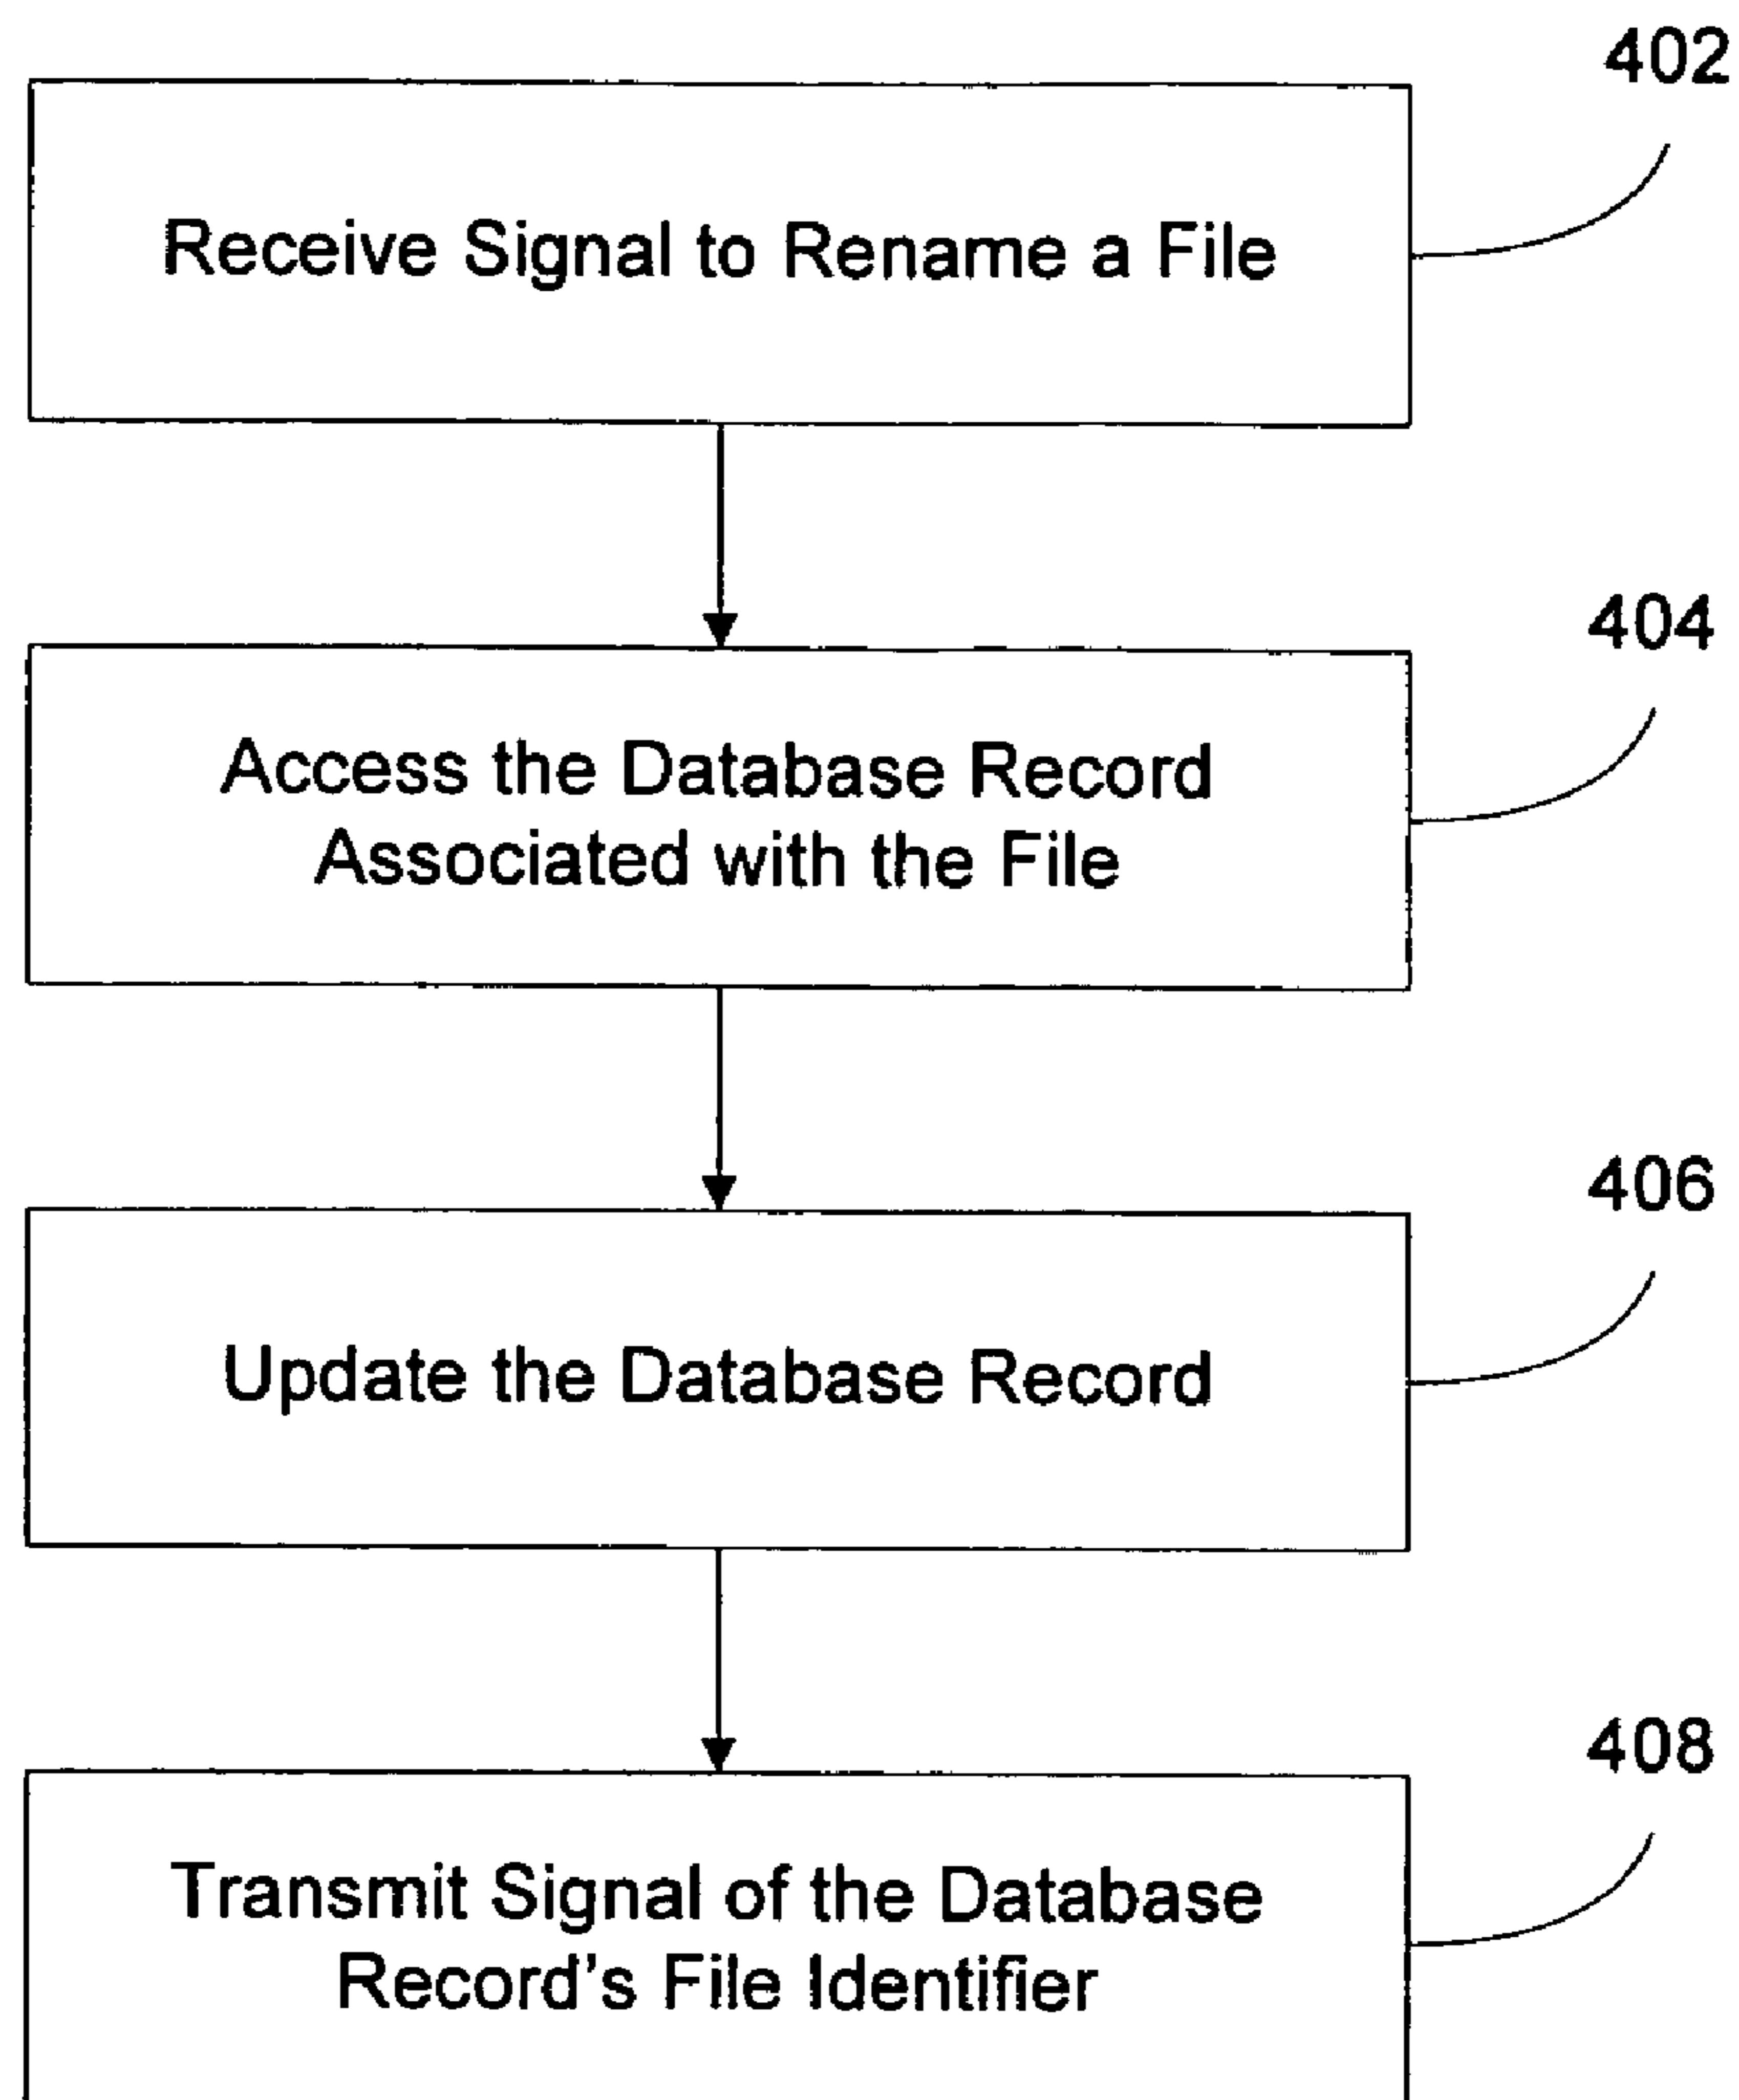 402
Receive Signal to Rename a File
404
Access the Database Record
Associated with the File
406
Update the Database Record
408
Transmit Signal of the Database
Record's File Identifier